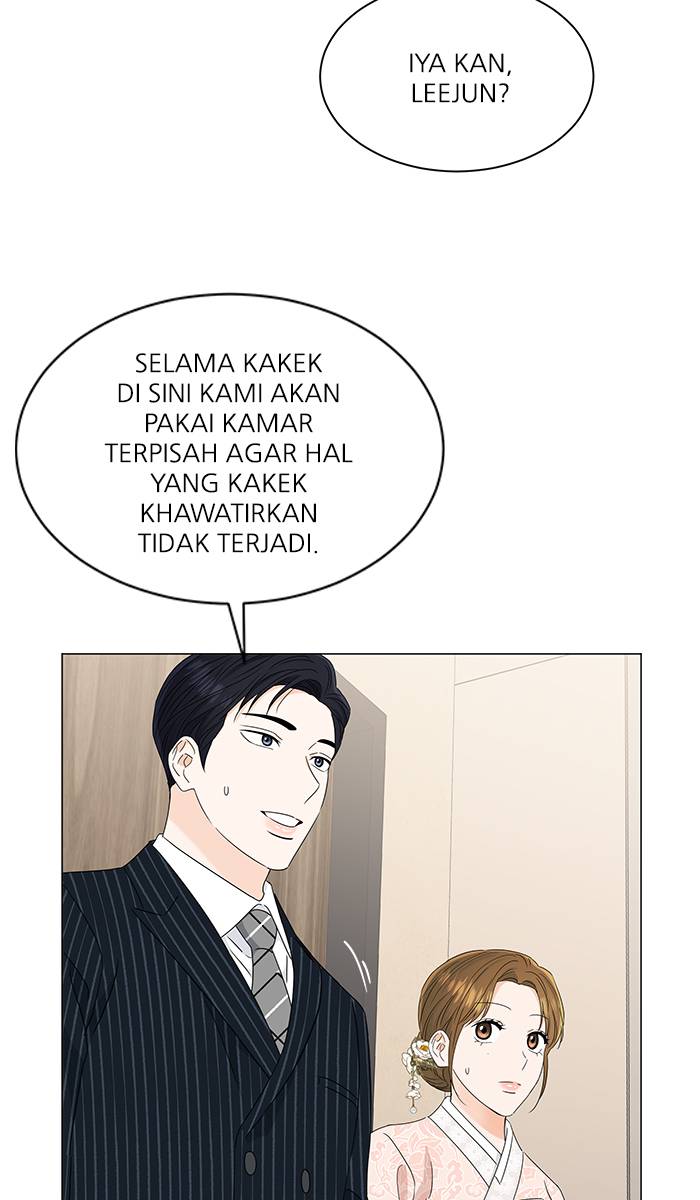 IYA KAN,
LEEJUN?
SELAMA KAKEK
DI SINI KAMI AKAN
PAKAI KAMAR
TERPISAH AGAR HAL
YANG KAKEK
KHAWATIRKAN
TIDAK TERJADI.